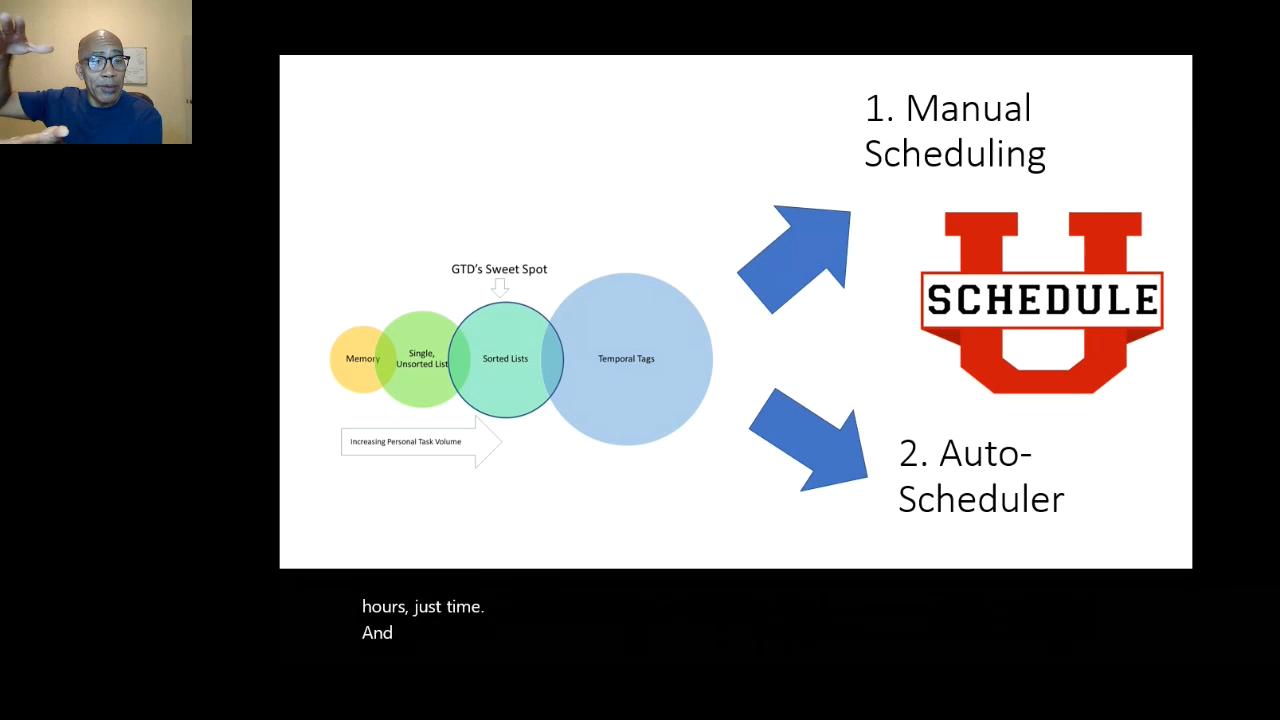 1. Manual
Scheduling
GTD's Sweet Spot
Memory
Single,
Unsorted List
Sorted Lists
Temporal Tags
Increasing Personal Task Volume
SCHEDULE
U
2. Auto-
Scheduler
hours, just time.
And